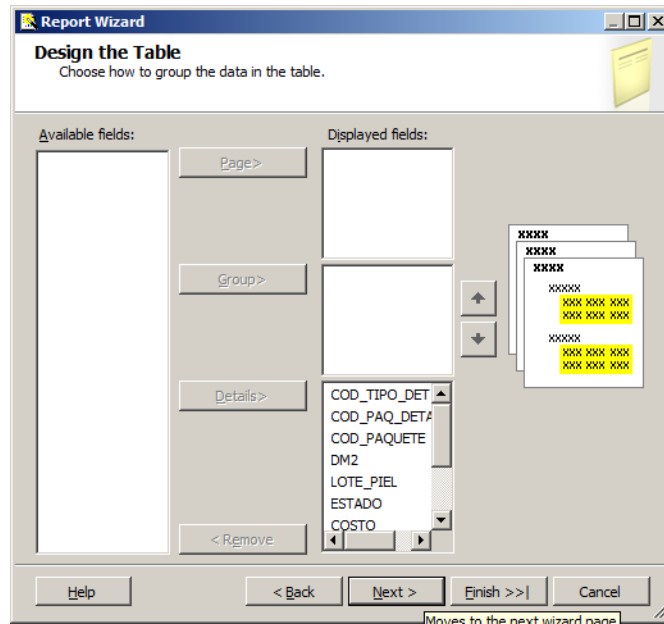 Report Wizard
Design the Table
Choose how to group the data in the table.
Available fields:
Displayed fields:
Page>
Group>
Details>
< Remove
COD_TIPO_DET
COD_PAQ_DETA
COD_PAQUETE
DM2
LOTE_PIEL
ESTADO
COSTO
xxxx
xxxx
xxxx
xxxxx
xxx xxx xxx
xxx xxx xxx
xxxxx
xxx xxx xxx
xxx xxx xxx
Help
< Back
Next >
Finish >>|
Cancel
Moves to the next wizard page